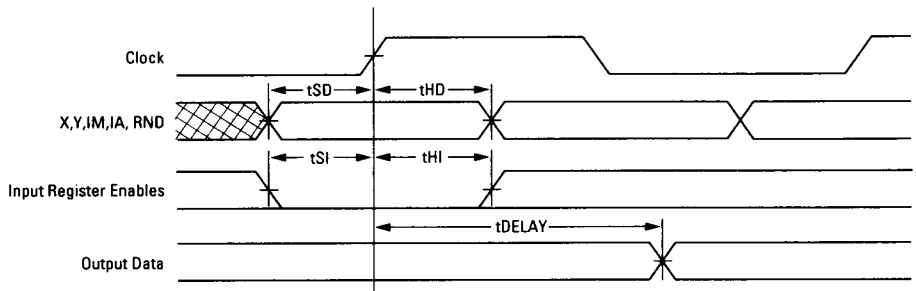 Clock
tSD
tHD
X,Y,IM,IA, RND
tSI
tHI
Input Register Enables
tDELAY
Output Data